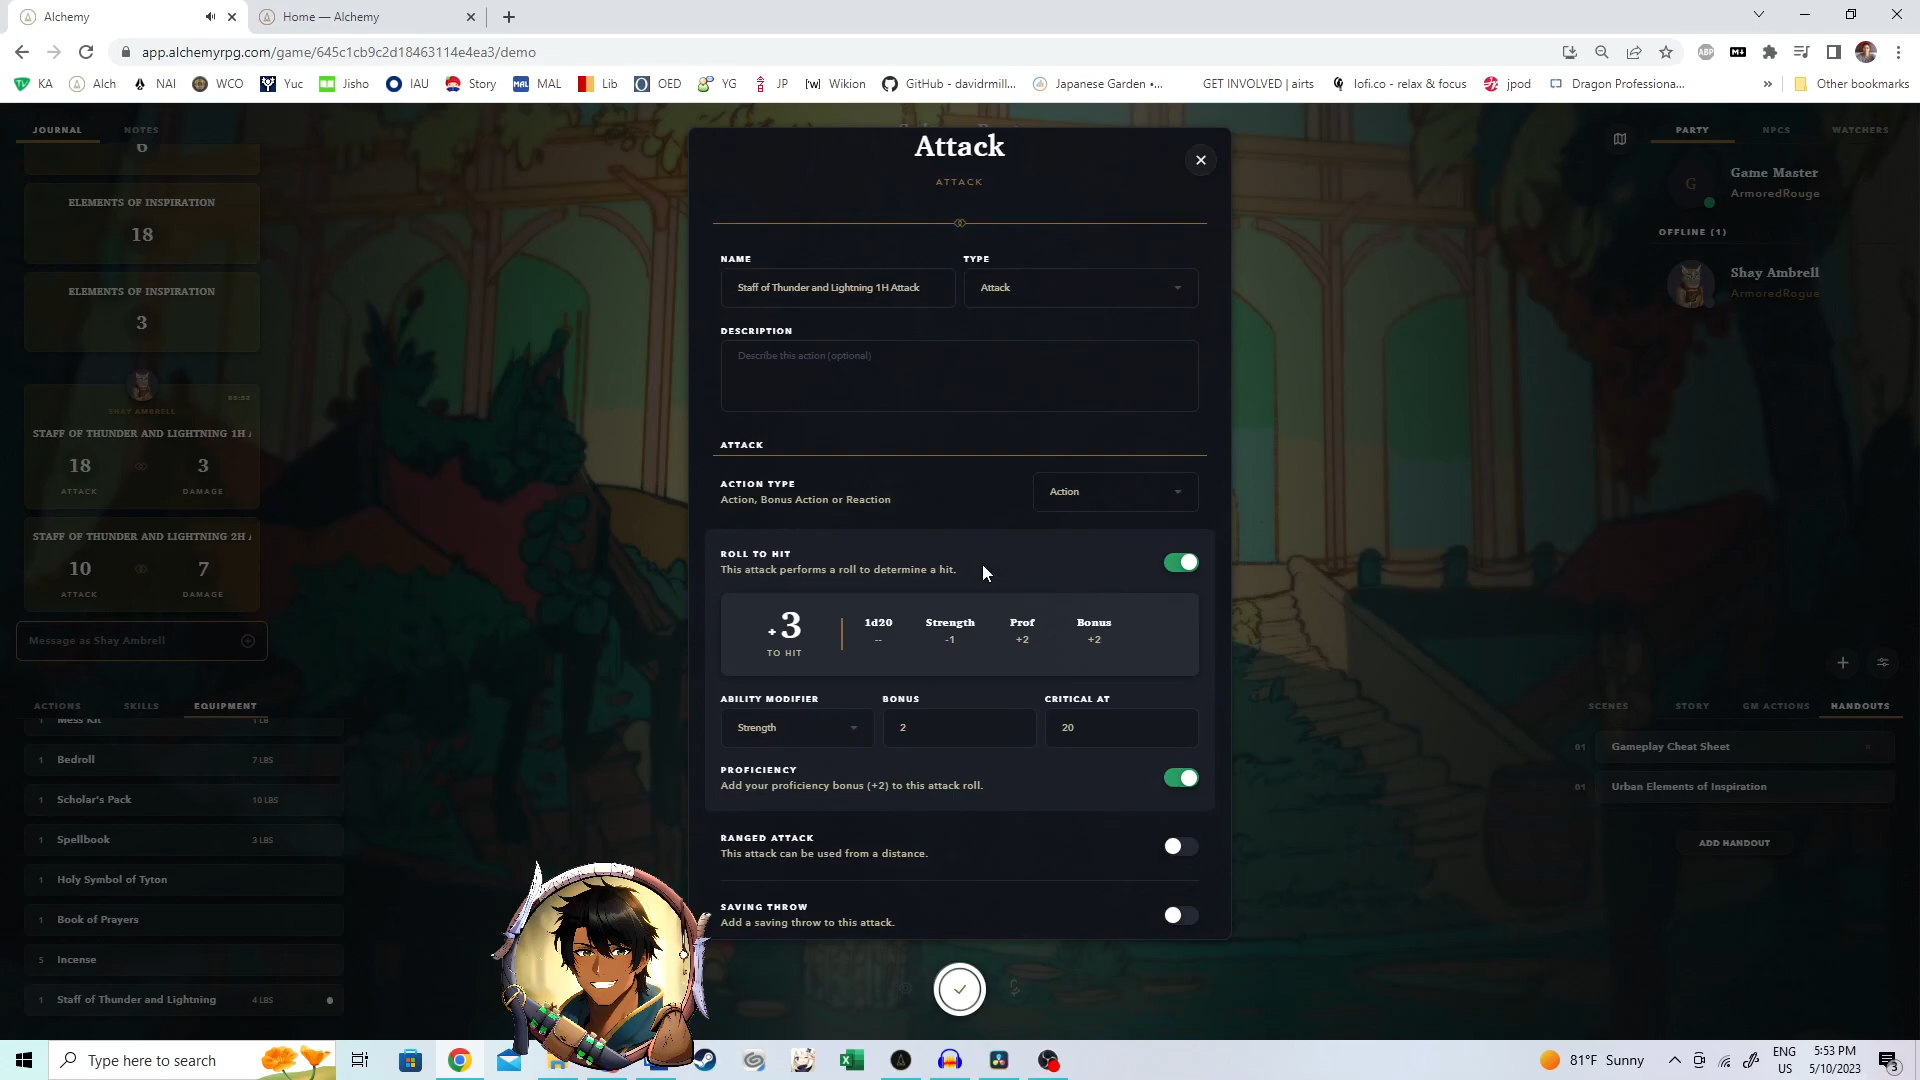 Alchemy
Home — Alchemy
app.alchemyrpg.com/game/645c1cb9c2d18463114e4ea3/demo
KA
Alch
NAI
WCO
Yuc
Jisho
IAU
Story
MAL
Lib
OED
YG
JP
Wikion
GitHub - davidrmill...
Japanese Garden •...
GET INVOLVED | airts
lofi.co - relax & focus
jpod
Dragon Professiona...
Other bookmarks
JOURNAL
NOTES
6
ELEMENTS OF INSPIRATION
18
ELEMENTS OF INSPIRATION
3
SHAY AMBRELL
STAFF OF THUNDER AND LIGHTNING 1H
18
3
ATTACK
DAMAGE
STAFF OF THUNDER AND LIGHTNING 2H
10
7
ATTACK
DAMAGE
Message as Shay Ambrell
ACTIONS
SKILLS
EQUIPMENT
Mess Kit
1 LB
1 Bedroll 7 LBS
1 Scholar's Pack 10 LBS
1 Spellbook 3 LBS
1 Holy Symbol of Tyton
1 Book of Prayers
5 Incense
1 Staff of Thunder and Lightning 4 LBS
Attack
ATTACK
NAME
TYPE
Staff of Thunder and Lightning 1H Attack
Attack
DESCRIPTION
Describe this action (optional)
ATTACK
ACTION TYPE
Action, Bonus Action or Reaction
Action
ROLL TO HIT
This attack performs a roll to determine a hit.
+3
TO HIT
1d20
--
Strength
-1
Prof
+2
Bonus
+2
ABILITY MODIFIER
BONUS
CRITICAL AT
Strength
2
20
PROFICIENCY
Add your proficiency bonus (+2) to this attack roll.
RANGED ATTACK
This attack can be used from a distance.
SAVING THROW
Add a saving throw to this attack.
PARTY
NPCS
WATCHERS
G
Game Master
ArmoredRouge
OFFLINE (1)
Shay Ambrell
ArmoredRogue
SCENES
STORY
GM ACTIONS
HANDOUTS
01 Gameplay Cheat Sheet
01 Urban Elements of Inspiration
ADD HANDOUT
Type here to search
81°F Sunny
ENG
US
5:53 PM
5/10/2023
3